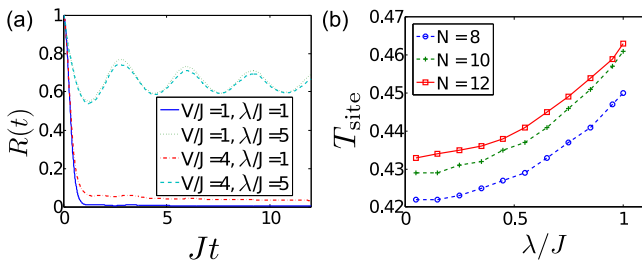 (a)
1
0.8
0.6
0.4
0.2
0
0
5
10
R(t)
Jt
V/J=1, λ/J=1
V/J=1, λ/J=5
V/J=4, λ/J=1
V/J=4, λ/J=5
(b)
0.47
0.46
0.45
0.44
0.43
0.42
0
0.5
1
T_site
λ/J
N = 8
N = 10
N = 12